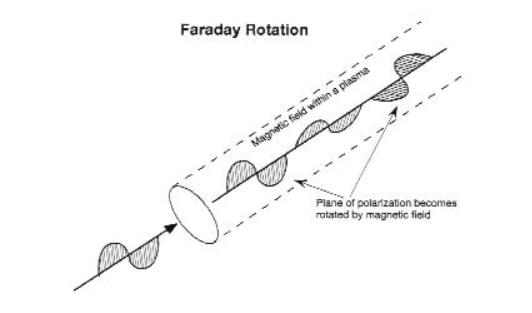 Faraday Rotation
Magnetic field within a plasma
Plane of polarization becomes
rotated by magnetic field